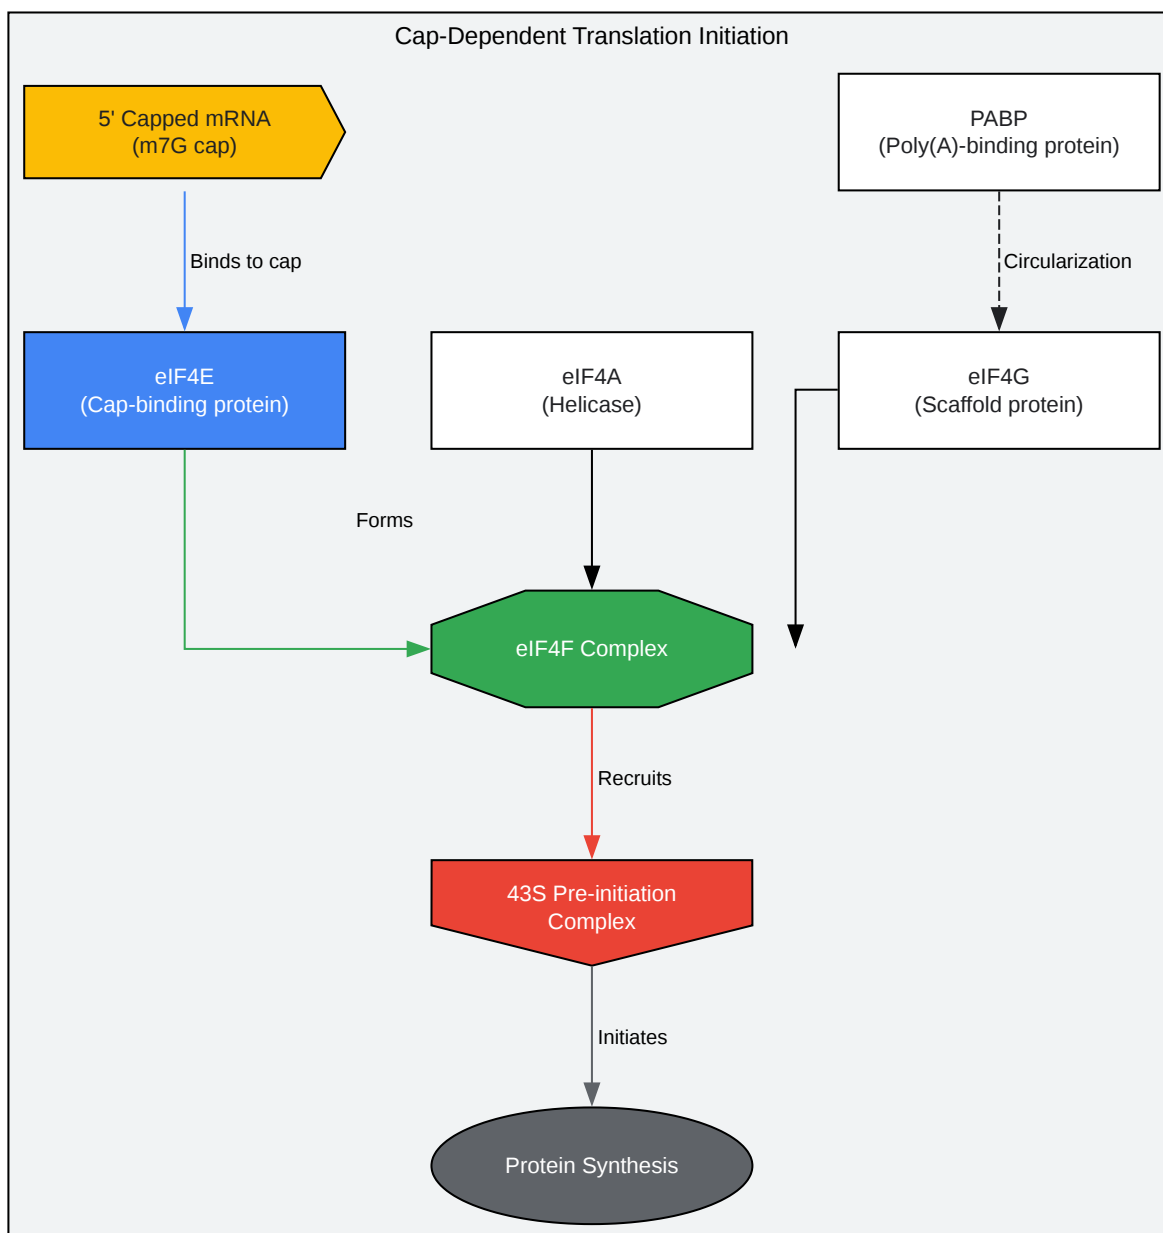 Cap-Dependent Translation Initiation
5' Capped mRNA
(m7G cap)
PABP
(Poly(A)-binding protein)
Binds to cap
Circularization
eIF4E
(Cap-binding protein)
eIF4A
(Helicase)
eIF4G
(Scaffold protein)
Forms
eIF4F Complex
Recruits
43S Pre-initiation
Complex
Initiates
Protein Synthesis